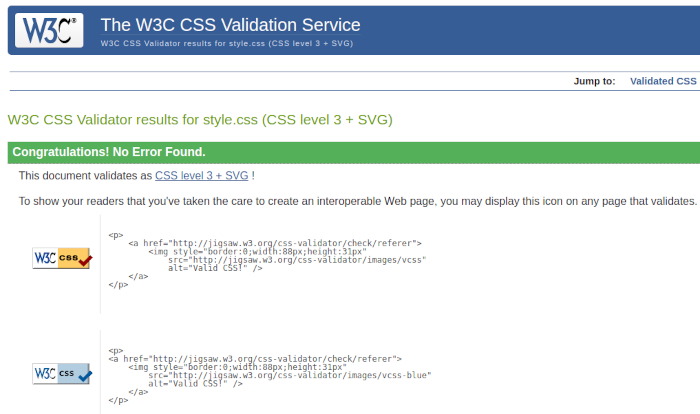 W3C® The W3C CSS Validation Service
W3C CSS Validator results for style.css (CSS level 3 + SVG)
Jump to: Validated CSS
W3C CSS Validator results for style.css (CSS level 3 + SVG)
Congratulations! No Error Found.
This document validates as CSS level 3 + SVG !
To show your readers that you've taken the care to create an interoperable Web page, you may display this icon on any page that validates.
W3C css
<p>
<a href="http://jigsaw.w3.org/css-validator/check/referer">
<img style="border:0;width:88px;height:31px"
src="http://jigsaw.w3.org/css-validator/images/vcss"
alt="Valid CSS!" />
</a>
</p>
W3C css
<p>
<a href="http://jigsaw.w3.org/css-validator/check/referer">
<img style="border:0;width:88px;height:31px"
src="http://jigsaw.w3.org/css-validator/images/vcss-blue"
alt="Valid CSS!" />
</a>
</p>